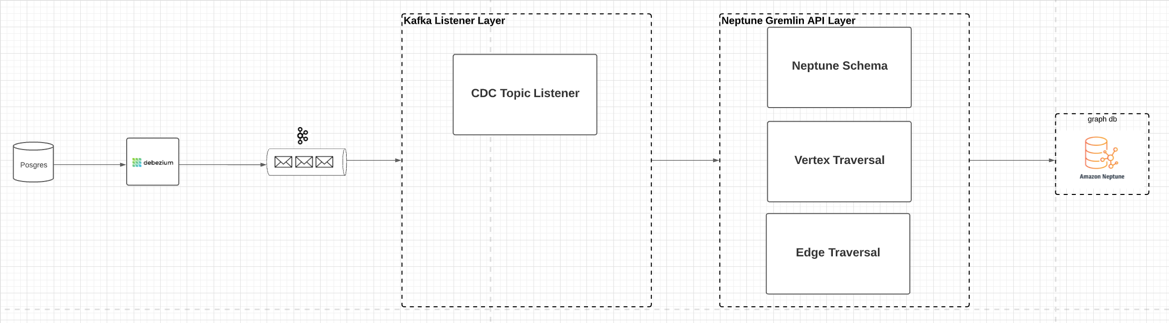 Kafka Listener Layer
CDC Topic Listener
Neptune Gremlin API Layer
Neptune Schema
Vertex Traversal
Edge Traversal
Posgres
debezium
graph db
Amazon Neptune